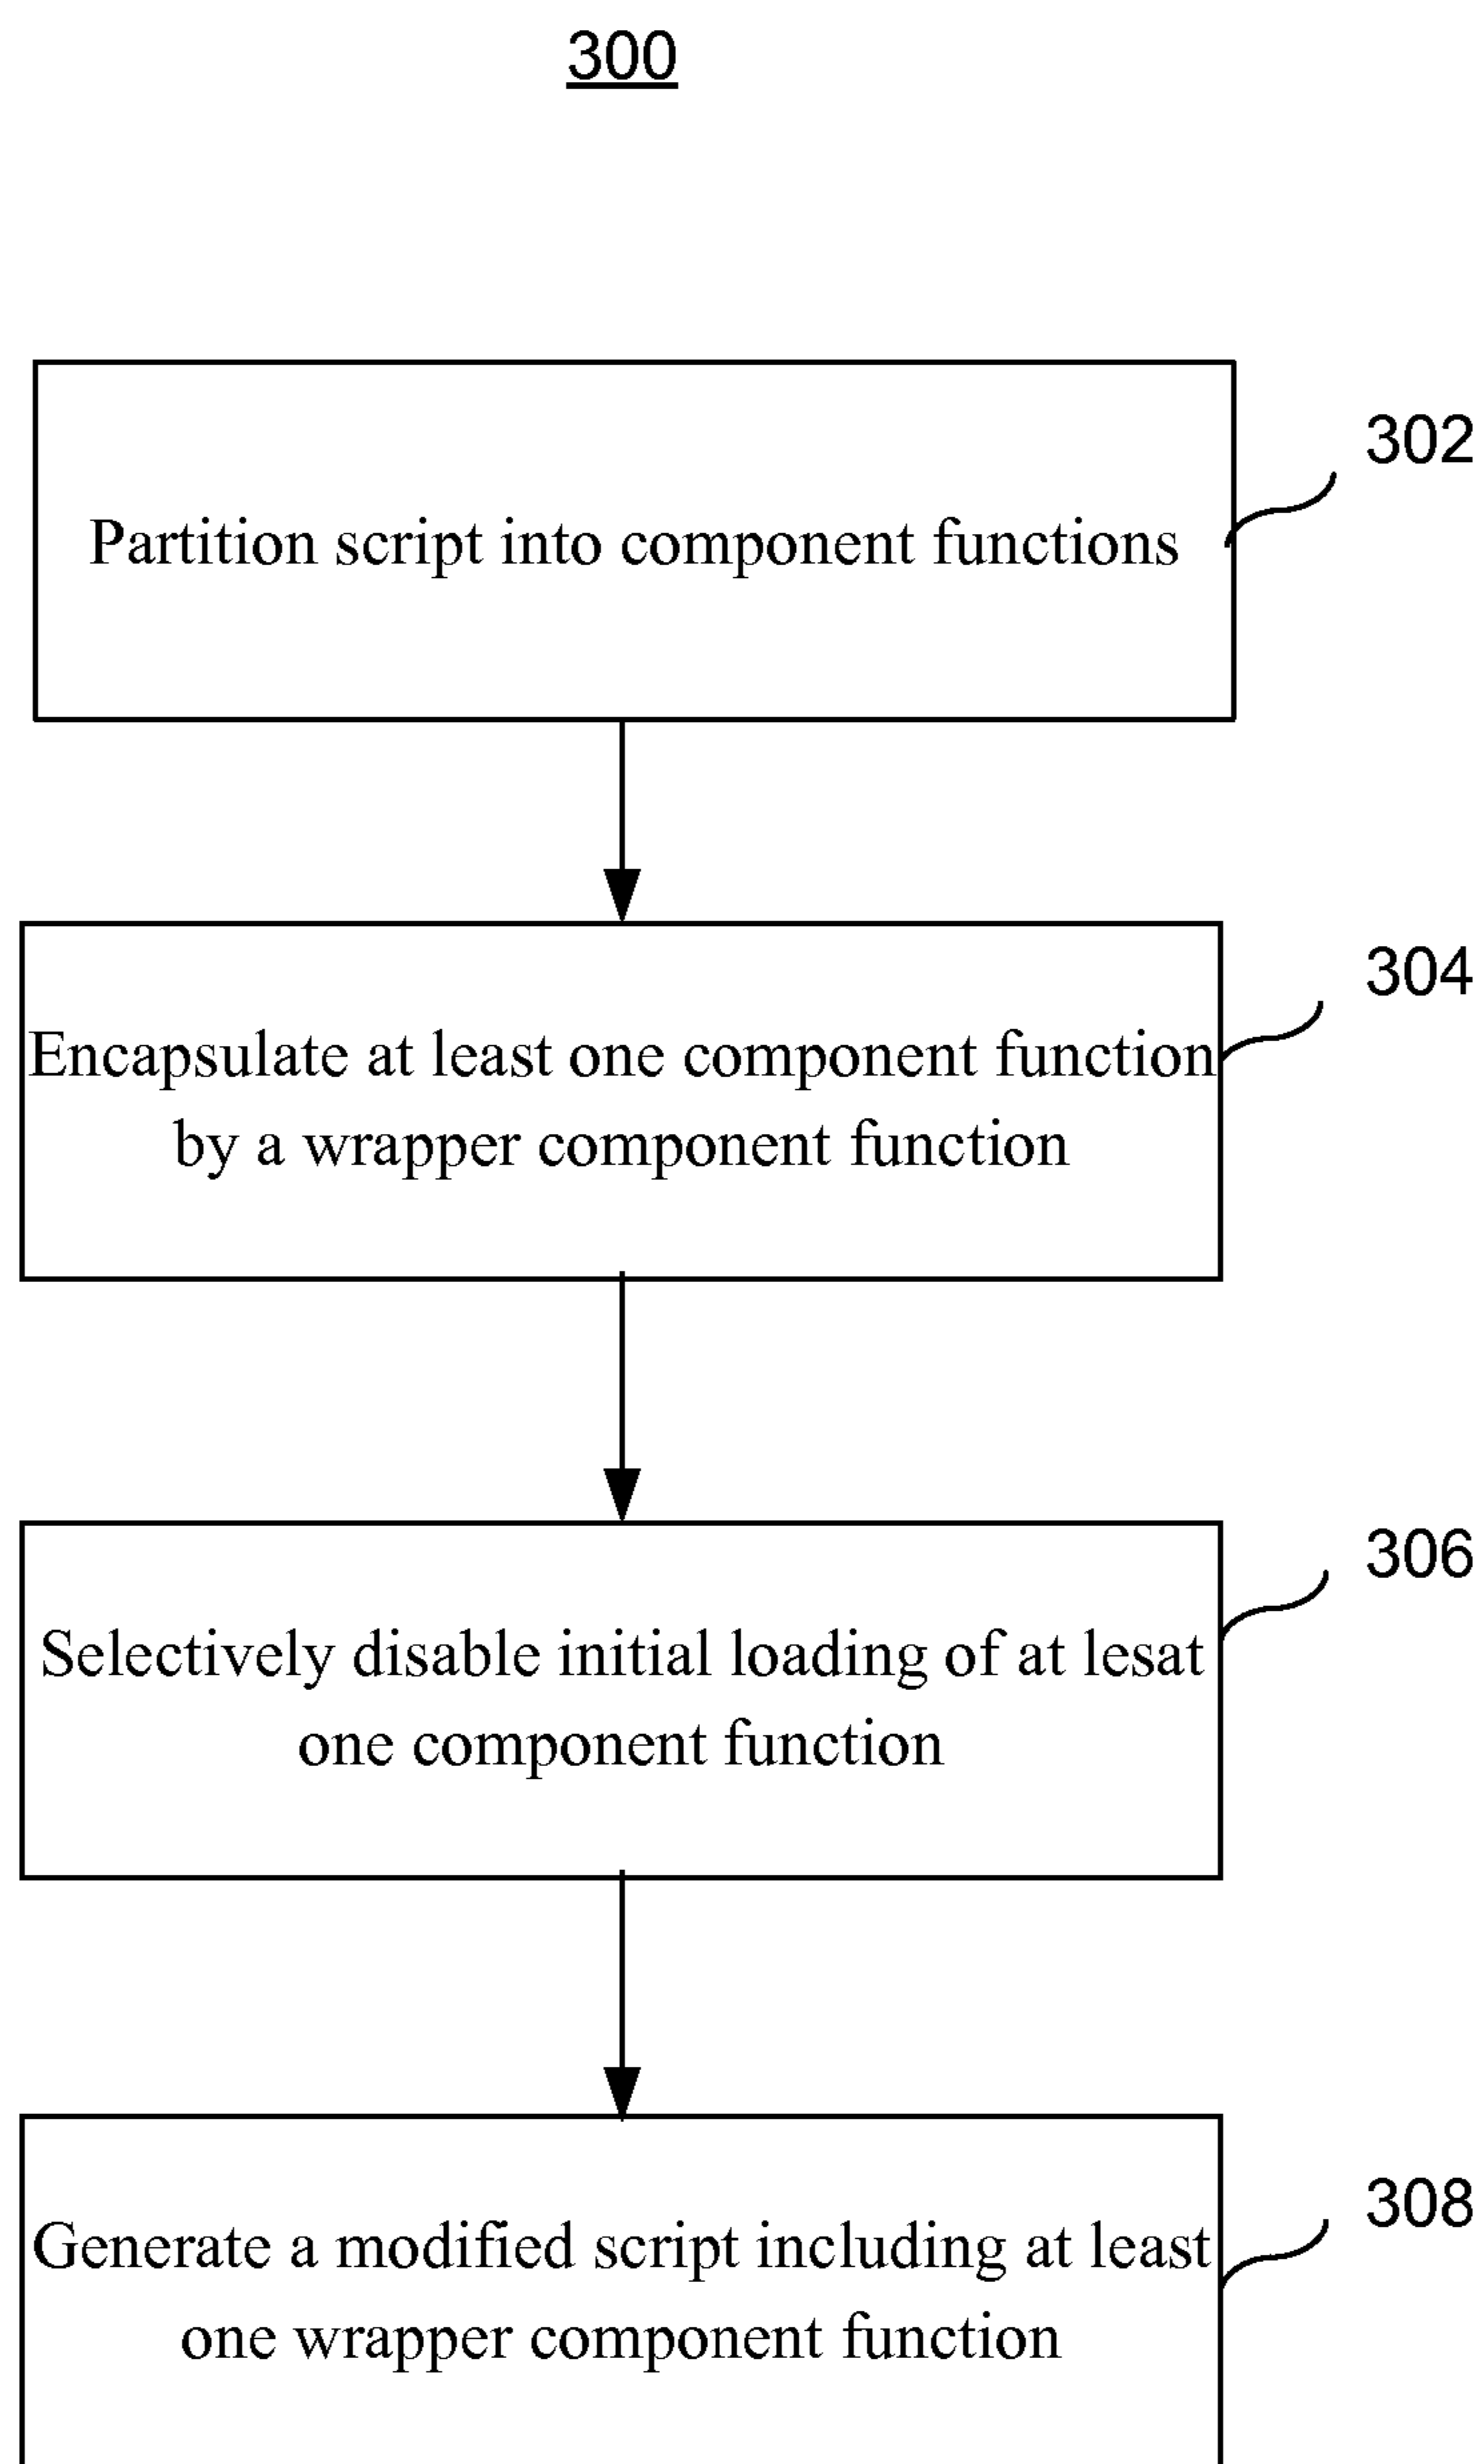 300
302
Partition script into component functions
304
Encapsulate at least one component function
by a wrapper component function
306
Selectively disable initial loading of at lesat
one component function
308
Generate a modified script including at least
one wrapper component function